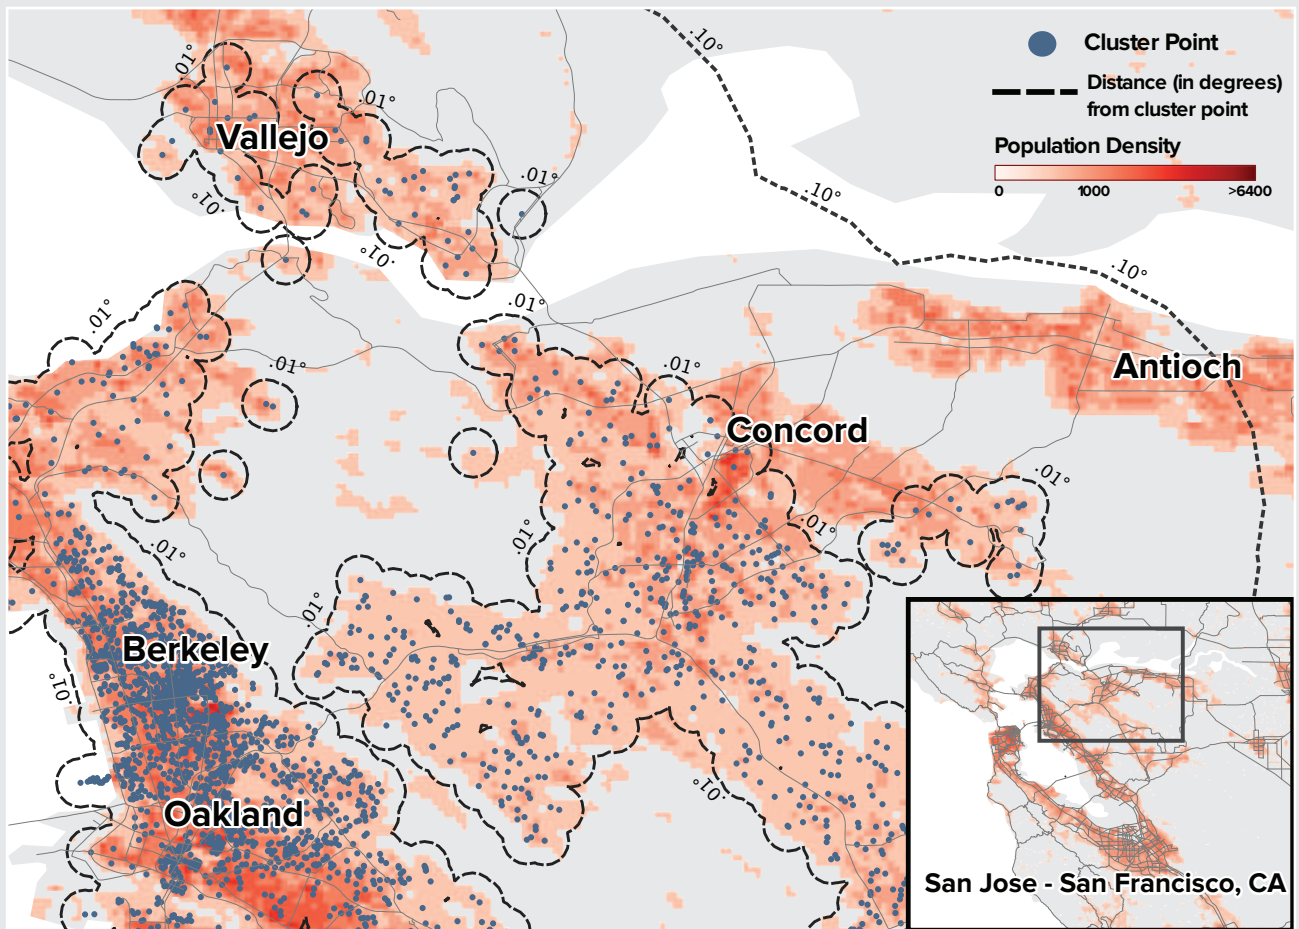 .10°
Cluster Point
.01°
Distance (in degrees)
from cluster point
.01°
Vallejo
Population Density
.01°
.10°
0
1000
>6400
.01°
.01°
.10°
.01°
.01°
.01°
.01°
Antioch
Concord
.01°
.01°
.01°
.01°
.01°
Berkeley
.01°
.01°
Oakland
San Jose - San Francisco, CA